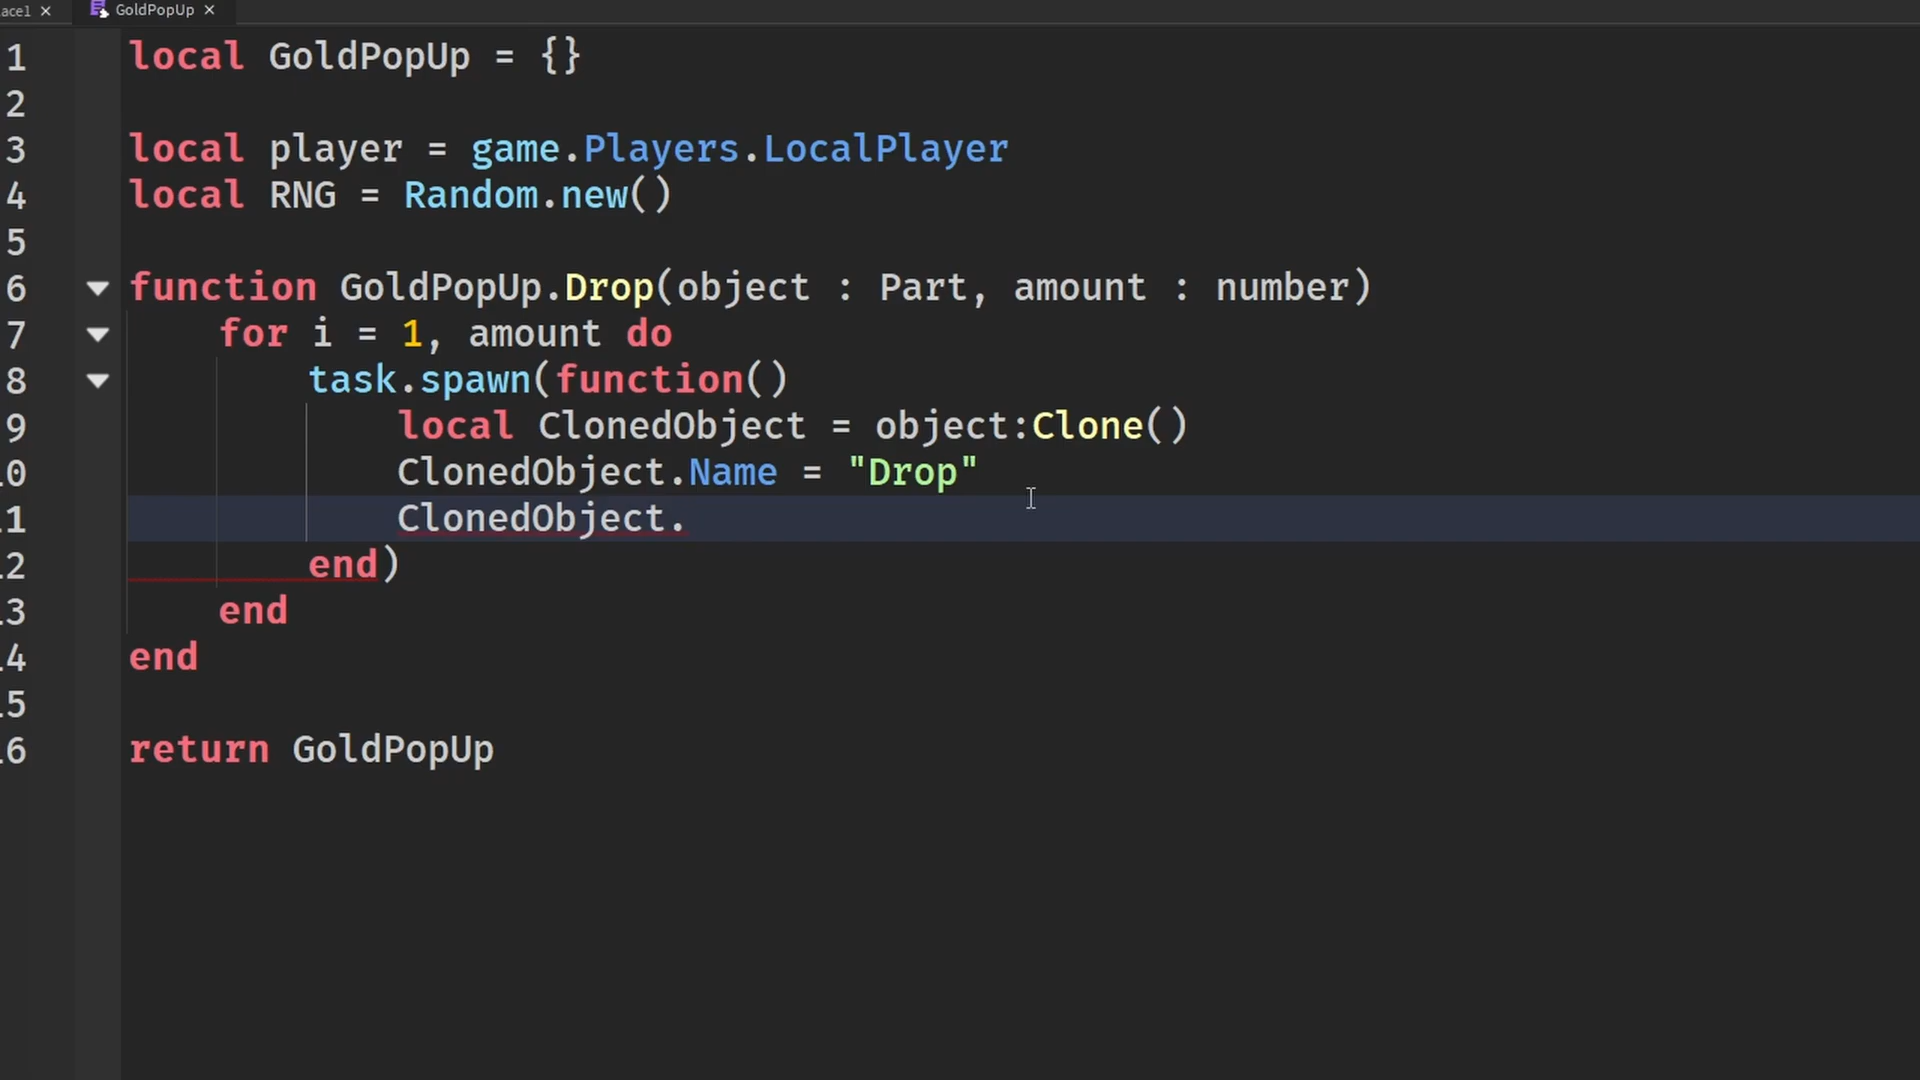 ace1 ×
GoldPopUp ×
1 local GoldPopUp = {}
2
3 local player = game.Players.LocalPlayer
4 local RNG = Random.new()
5
6 function GoldPopUp.Drop(object : Part, amount : number)
7 for i = 1, amount do
8 task.spawn(function()
9 local ClonedObject = object:Clone()
0 ClonedObject.Name = "Drop"
1 ClonedObject.
2 end)
3 end
4 end
5
6 return GoldPopUp